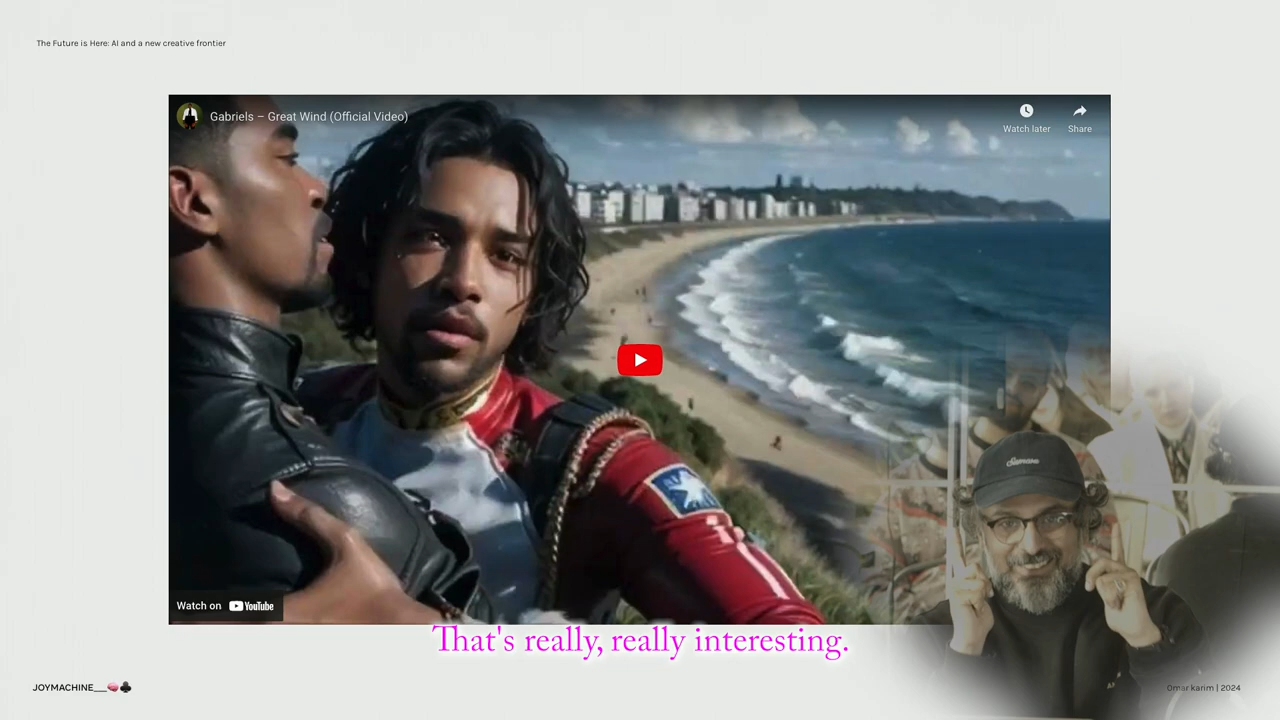 The Future is Here: AI and a new creative frontier
Gabriels – Great Wind (Official Video)
Watch later
Share
Watch on YouTube
That's really, really interesting.
JOYMACHINE__🧠♣️
Omar karim | 2024